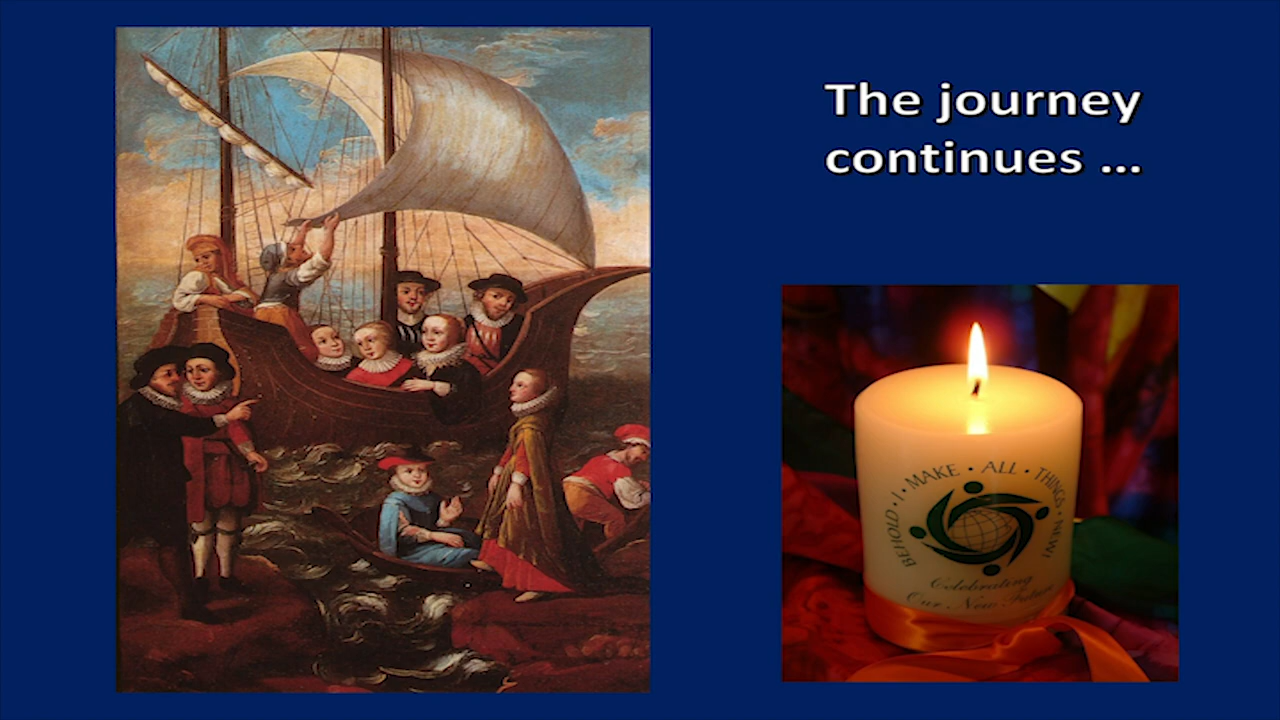 The journey
continues ...
BEHOLD • I • MAKE • ALL • THINGS • NEW!
Celebrating
Our New Future